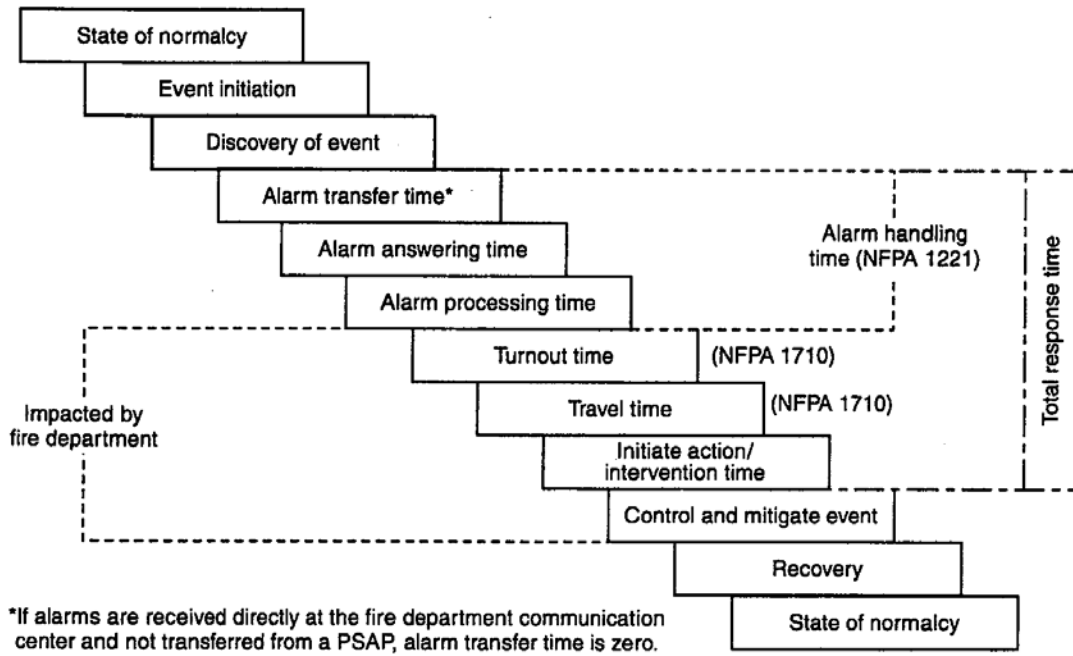 State of normalcy
Event initiation
Discovery of event
Alarm transfer time*
Alarm answering time
Alarm handling
time (NFPA 1221)
Alarm processing time
Total response time
Turnout time
(NFPA 1710)
Travel time
(NFPA 1710)
Impacted by
fire department
Initiate action/
intervention time
Control and mitigate event
Recovery
State of normalcy
*If alarms are received directly at the fire department communication
center and not transferred from a PSAP, alarm transfer time is zero.